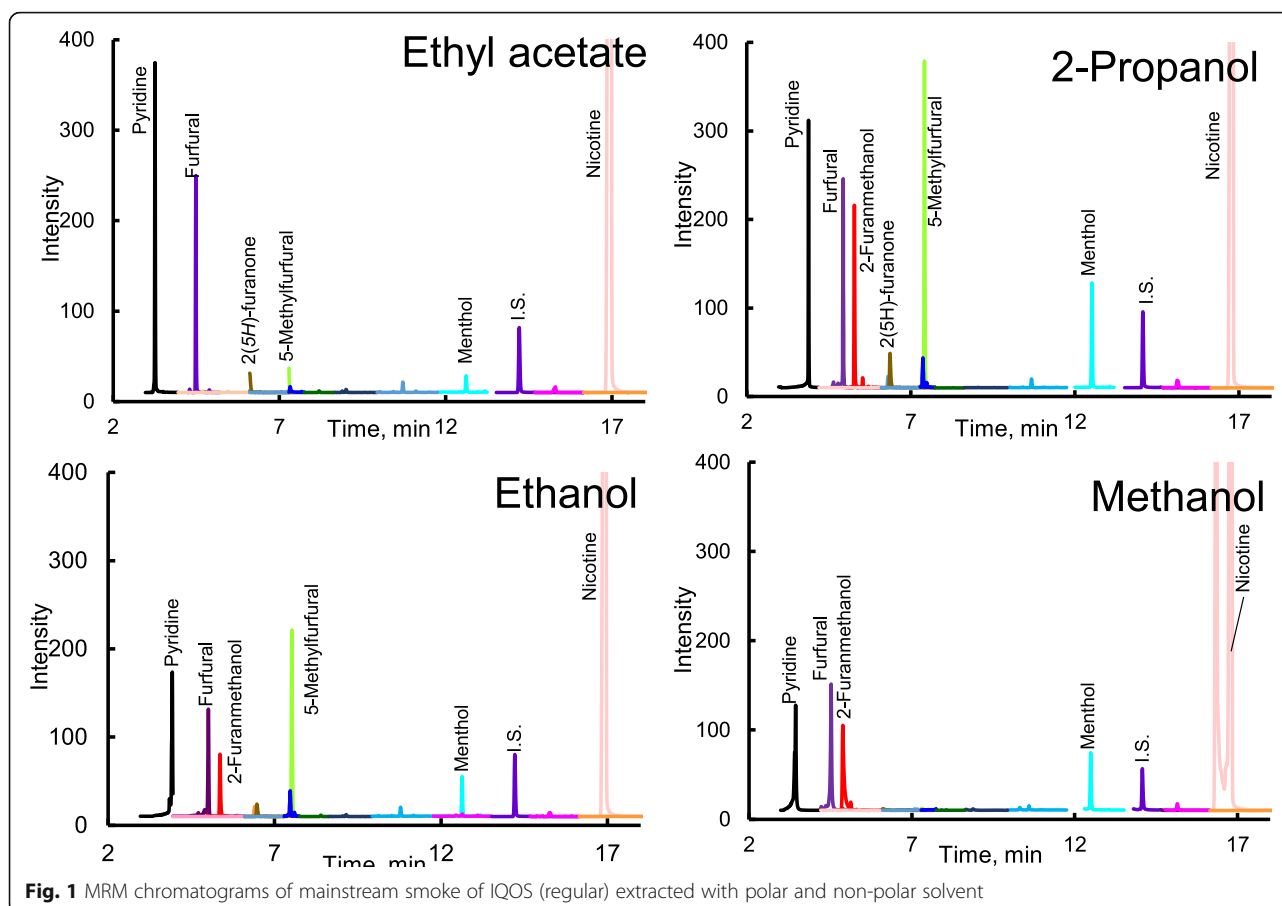 Ethyl acetate
400
300
200
100
0
Intensity
Pyridine
Furfural
2(5H)-furanone
5-Methylfurfural
Menthol
I.S.
Nicotine
2 7 12 17
Time, min
2-Propanol
400
300
200
100
0
Intensity
Pyridine
Furfural
2-Furanmethanol
2(5H)-furanone
5-Methylfurfural
Menthol
I.S.
Nicotine
2 7 12 17
Time, min
Ethanol
400
300
200
100
0
Intensity
Pyridine
Furfural
2-Furanmethanol
5-Methylfurfural
Menthol
I.S.
Nicotine
2 7 12 17
Time, min
Methanol
400
300
200
100
0
Intensity
Pyridine
Furfural
2-Furanmethanol
Menthol
I.S.
Nicotine
2 7 12 17
Time, min
Fig. 1 MRM chromatograms of mainstream smoke of IQOS (regular) extracted with polar and non-polar solvent